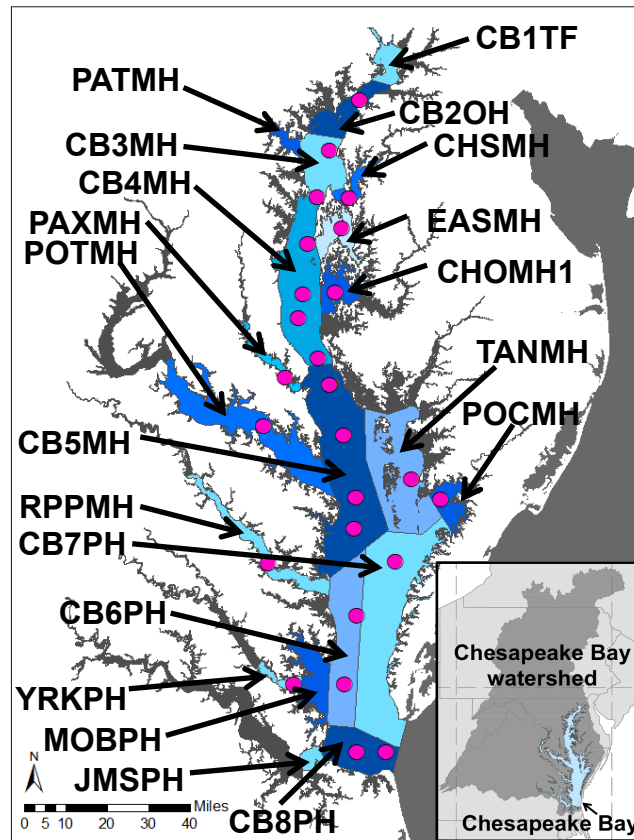 CB1TF
PATMH
CB2OH
CB3MH
CHSMH
CB4MH
PAXMH
EASMH
POTMH
CHOMH1
TANMH
POCMH
CB5MH
RPPMH
CB7PH
CB6PH
Chesapeake Bay
watershed
YRKPH
MOBPH
N
JMSPH
Miles
0 5 10 20 30 40
CB8PH
Chesapeake Bay